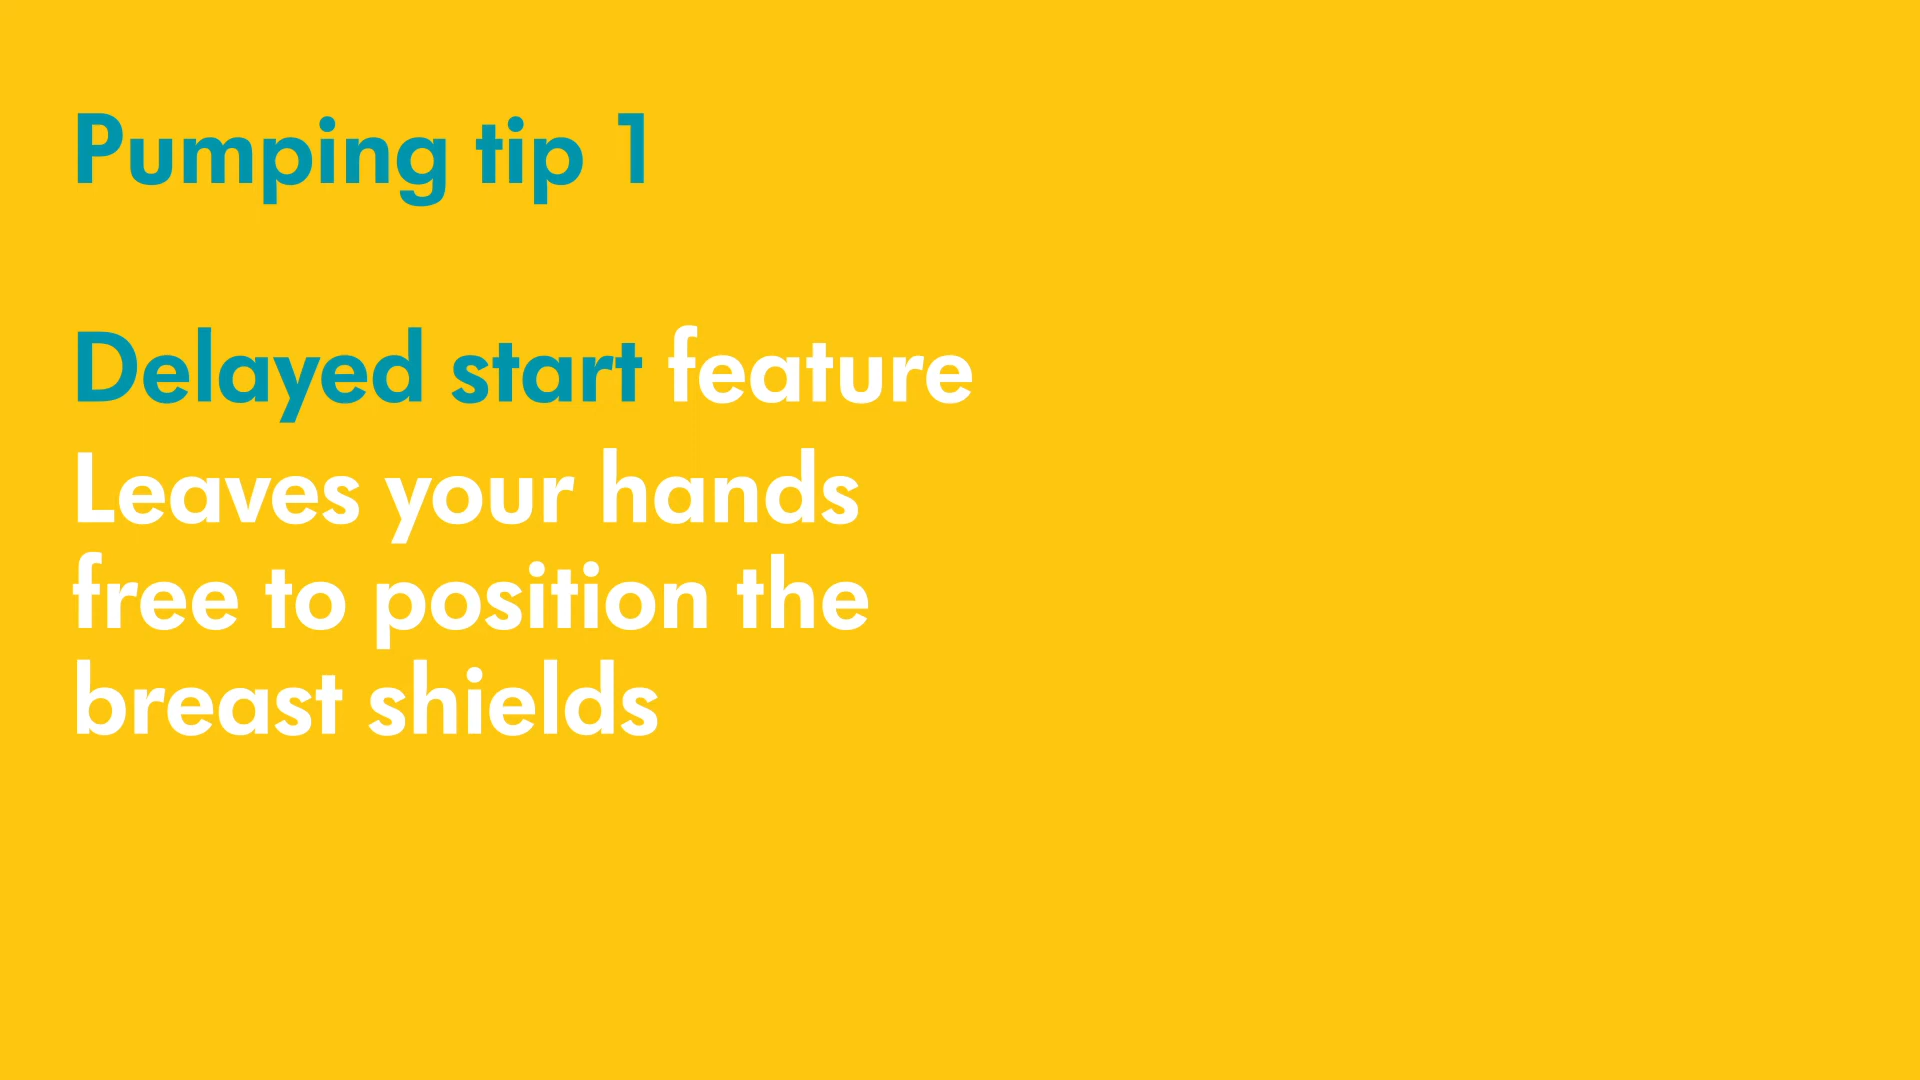 Pumping tip 1
Delayed start feature
Leaves your hands
free to position the
breast shields